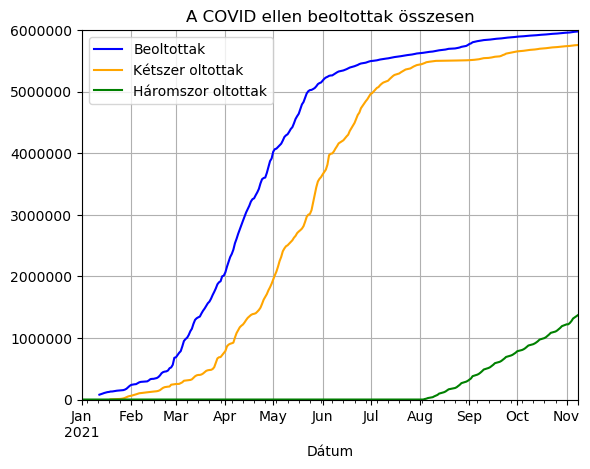 A COVID ellen beoltottak összesen
Beoltottak
Kétszer oltottak
Háromszor oltottak
6000000
5000000
4000000
3000000
2000000
1000000
0
Jan Feb Mar Apr May Jun Jul Aug Sep Oct Nov
2021
Dátum